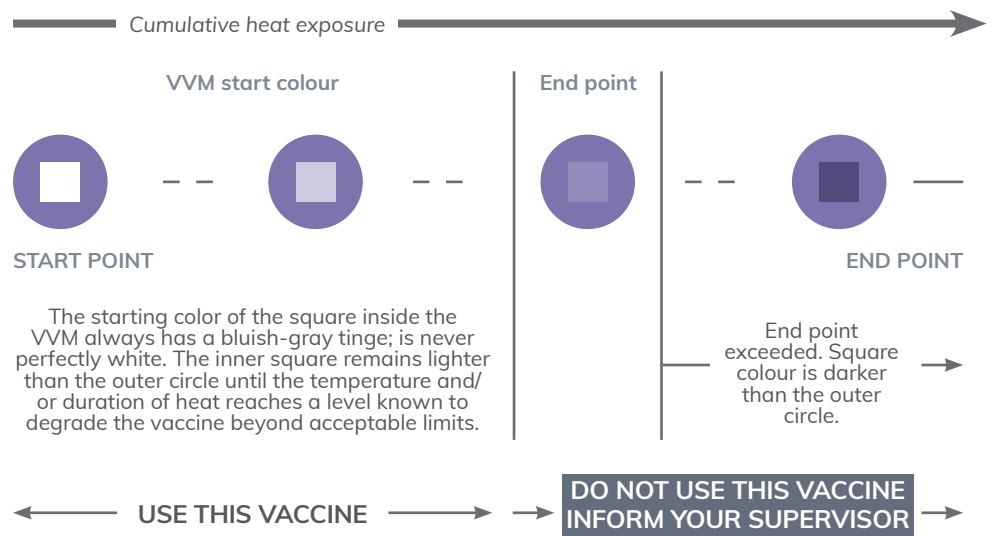 Cumulative heat exposure
VVM start colour
End point
START POINT
END POINT
The starting color of the square inside the
VVM always has a bluish-gray tinge; is never
perfectly white. The inner square remains lighter
than the outer circle until the temperature and/
or duration of heat reaches a level known to
degrade the vaccine beyond acceptable limits.
End point
exceeded. Square
colour is darker
than the outer
circle.
USE THIS VACCINE
DO NOT USE THIS VACCINE
INFORM YOUR SUPERVISOR